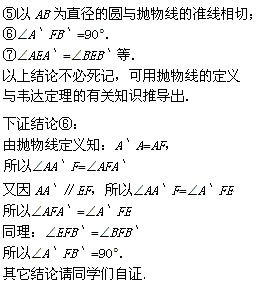 ⑤以AB为直径的圆与抛物线的准线相切;
⑥∠A`FB`=90°.
⑦∠AEA`=∠BEB`等.
以上结论不必死记,可用抛物线的定义
与韦达定理的有关知识推导出.
下证结论⑥:
由抛物线定义知:A`A=AF,
所以∠AA`F=∠AFA`
又因AA`∥EF,所以∠AA`F=∠A`FE
所以∠AFA`=∠A`FE
同理:∠EFB`=∠BFB`
所以∠A`FB`=90°.
其它结论请同学们自证.